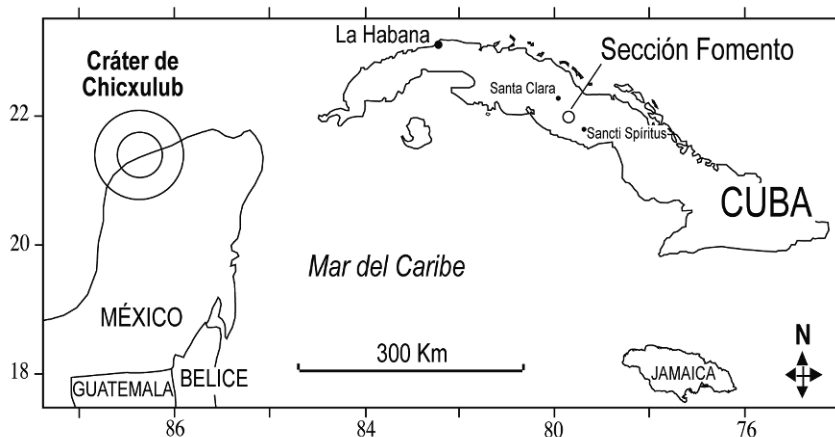 La Habana
Sección Fomento
Cráter de
Chicxulub
Santa Clara
Sancti Spíritus
CUBA
Mar del Caribe
MÉXICO
BELICE
GUATEMALA
300 Km
JAMAICA
N
22
20
18
86
84
80
76